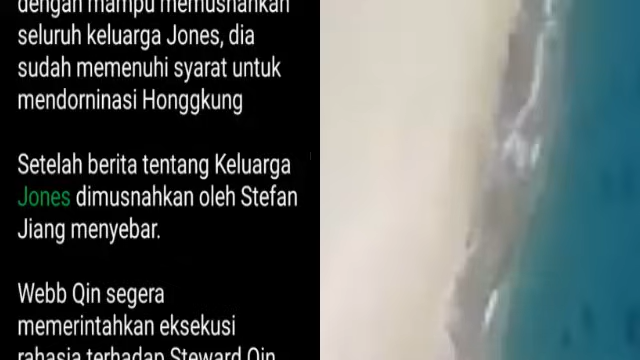 dengan mampu memusnahkan
seluruh keluarga Jones, dia
sudah memenuhi syarat untuk
mendorninasi Honggkung
Setelah berita tentang Keluarga
Jones dimusnahkan oleh Stefan
Jiang menyebar.
Webb Qin segera
memerintahkan eksekusi
rahasia terhadap Steward Qin